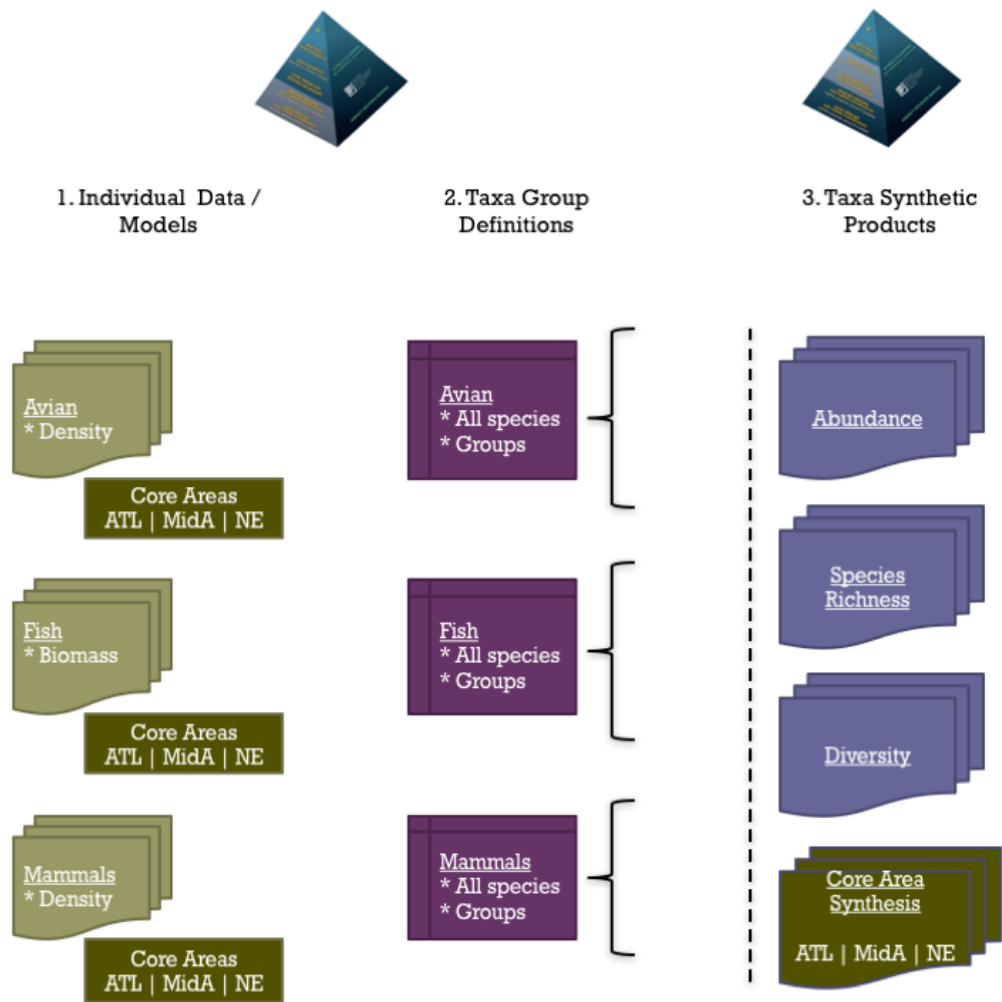 1. Individual Data /
Models
2. Taxa Group
Definitions
3. Taxa Synthetic
Products
Avian
* Density
Core Areas
ATL | MidA | NE
Fish
* Biomass
Core Areas
ATL | MidA | NE
Mammals
* Density
Core Areas
ATL | MidA | NE
Avian
* All species
* Groups
Fish
* All species
* Groups
Mammals
* All species
* Groups
Abundance
Species
Richness
Diversity
Core Area
Synthesis
ATL | MidA | NE